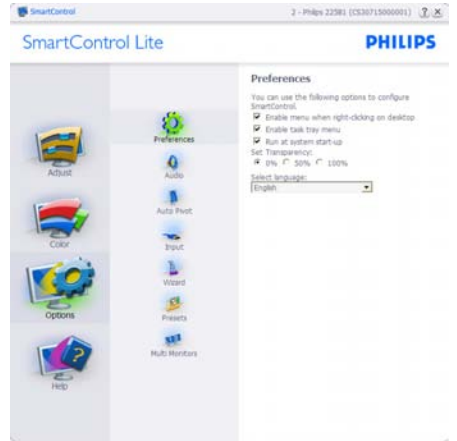 SmartControl
2 - Philips 225B1 (CS30715000001)
? X
SmartControl Lite
PHILIPS
Adjust
Color
Options
Help
Preferences
Audio
Auto Pivot
Input
Wizard
Presets
Multi Monitors
Preferences
You can use the following options to configure
SmartControl.
Enable menu when right-clicking on desktop
Enable task tray menu
Run at system start-up
Set Transparency:
0% 50% 100%
Select language:
English